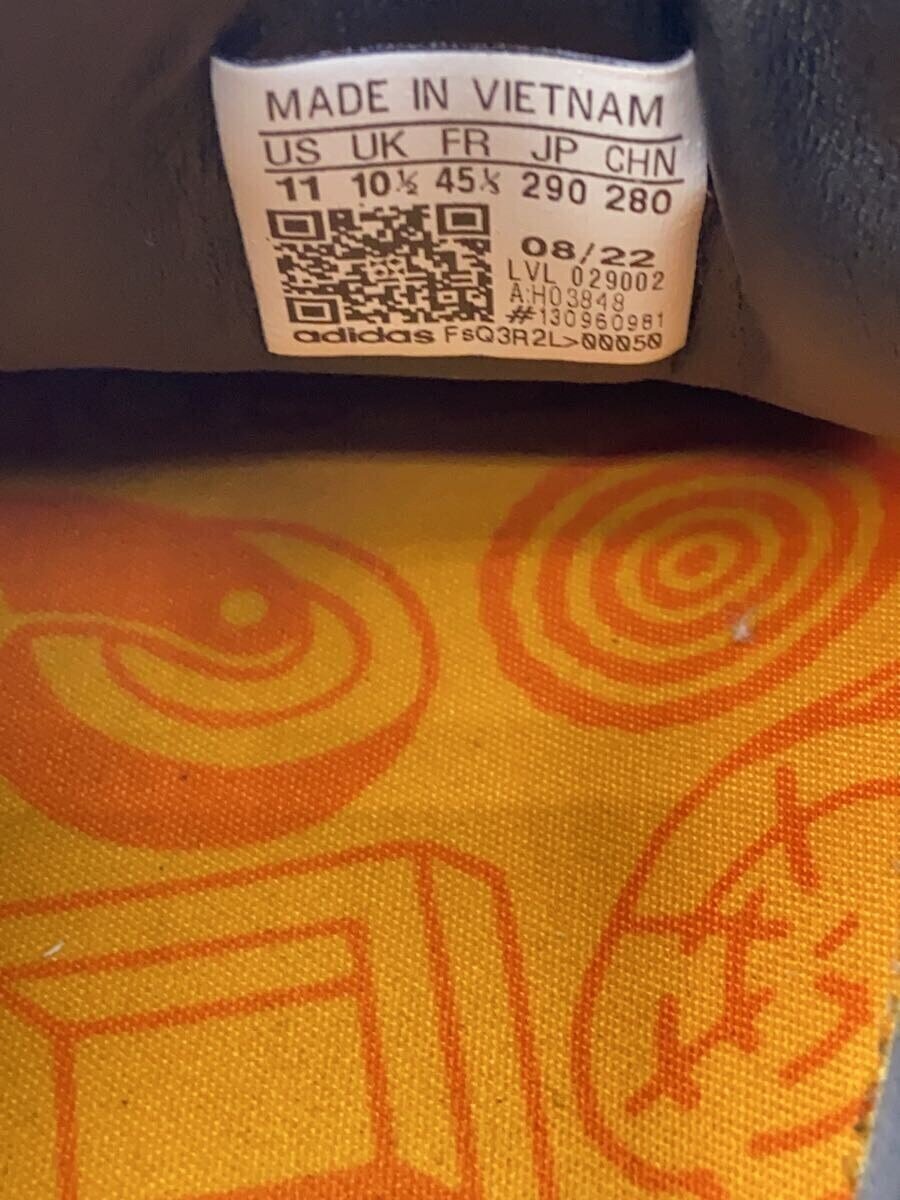 MADE IN VIETNAM
US UK FR JP CHN
11 10½ 45⅓ 290 280
08/22
LVL 029002
A:H03848
#130960981
adidas FsQ3R2L>00050